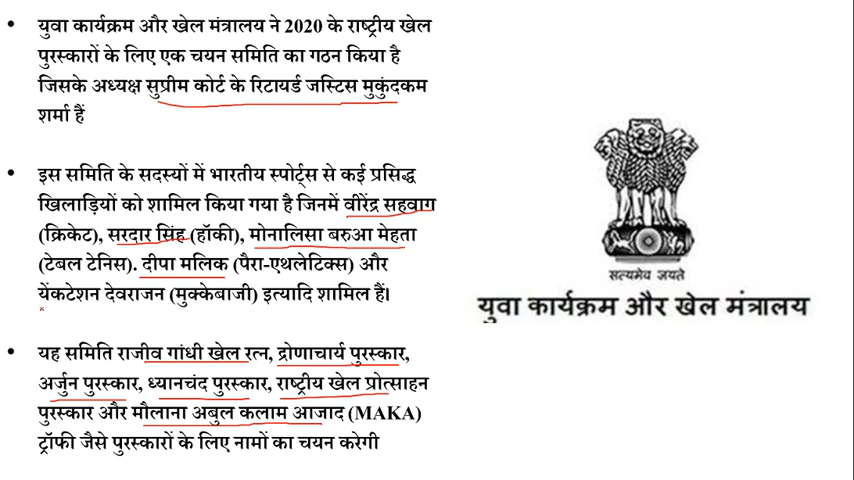 • युवा कार्यक्रम और खेल मंत्रालय ने 2020 के राष्ट्रीय खेल
पुरस्कारों के लिए एक चयन समिति का गठन किया है
जिसके अध्यक्ष सुप्रीम कोर्ट के रिटायर्ड जस्टिस मुकुंदकम
शर्मा हैं
• इस समिति के सदस्यों में भारतीय स्पोर्ट्स से कई प्रसिद्ध
खिलाड़ियों को शामिल किया गया है जिनमें वीरेंद्र सहवाग
(क्रिकेट), सरदार सिंह (हॉकी), मोनालिसा बरुआ मेहता
(टेबल टेनिस). दीपा मलिक (पैरा-एथलेटिक्स) और
येंकटेशन देवराजन (मुक्केबाजी) इत्यादि शामिल हैं।
• यह समिति राजीव गांधी खेल रत्न, द्रोणाचार्य पुरस्कार,
अर्जुन पुरस्कार, ध्यानचंद पुरस्कार, राष्ट्रीय खेल प्रोत्साहन
पुरस्कार और मौलाना अबुल कलाम आजाद (MAKA)
ट्रॉफी जैसे पुरस्कारों के लिए नामों का चयन करेगी
सत्यमेव जयते
युवा कार्यक्रम और खेल मंत्रालय